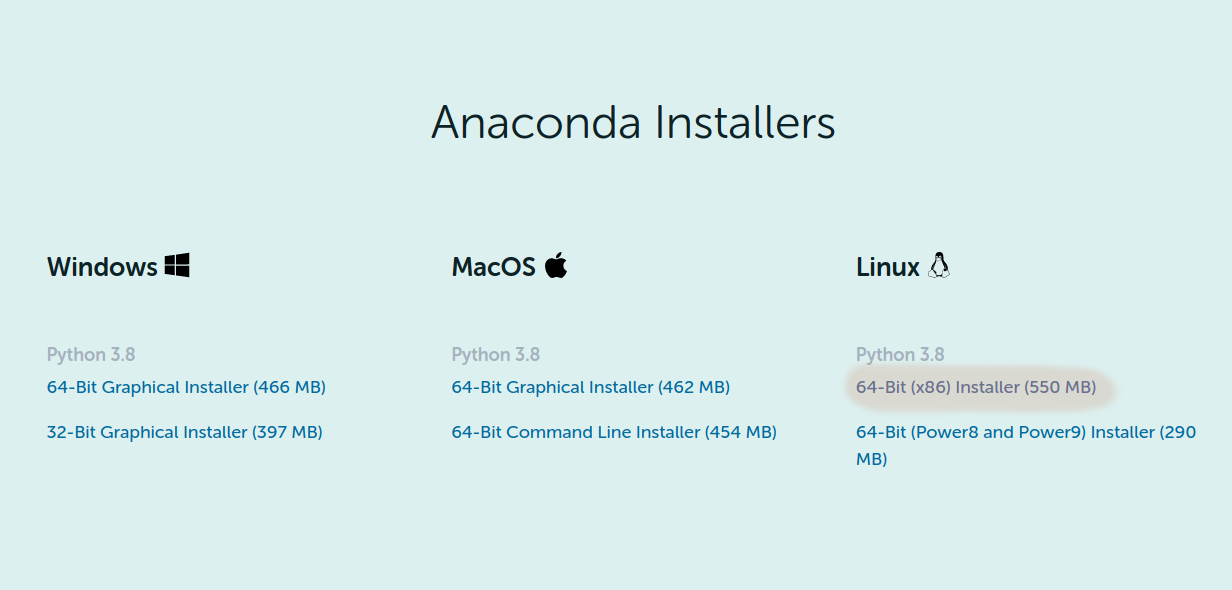 Anaconda Installers
Windows
Python 3.8
64-Bit Graphical Installer (466 MB)
32-Bit Graphical Installer (397 MB)
MacOS
Python 3.8
64-Bit Graphical Installer (462 MB)
64-Bit Command Line Installer (454 MB)
Linux
Python 3.8
64-Bit (x86) Installer (550 MB)
64-Bit (Power8 and Power9) Installer (290
MB)